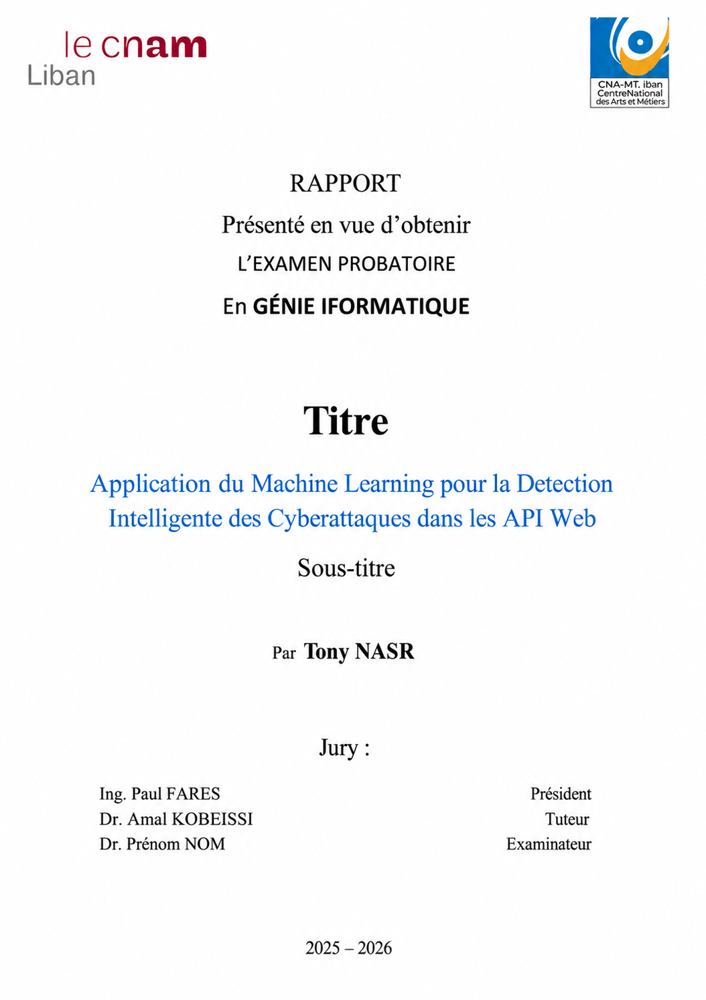 le cnam
Liban
CNA-MT. iban
CentreNational
des Arts et Métiers
RAPPORT
Présenté en vue d’obtenir
L’EXAMEN PROBATOIRE
En GÉNIE IFORMATIQUE
Titre
Application du Machine Learning pour la Detection
Intelligente des Cyberattaques dans les API Web
Sous-titre
Par Tony NASR
Jury :
Ing. Paul FARES Président
Dr. Amal KOBEISSI Tuteur
Dr. Prénom NOM Examinateur
2025 – 2026